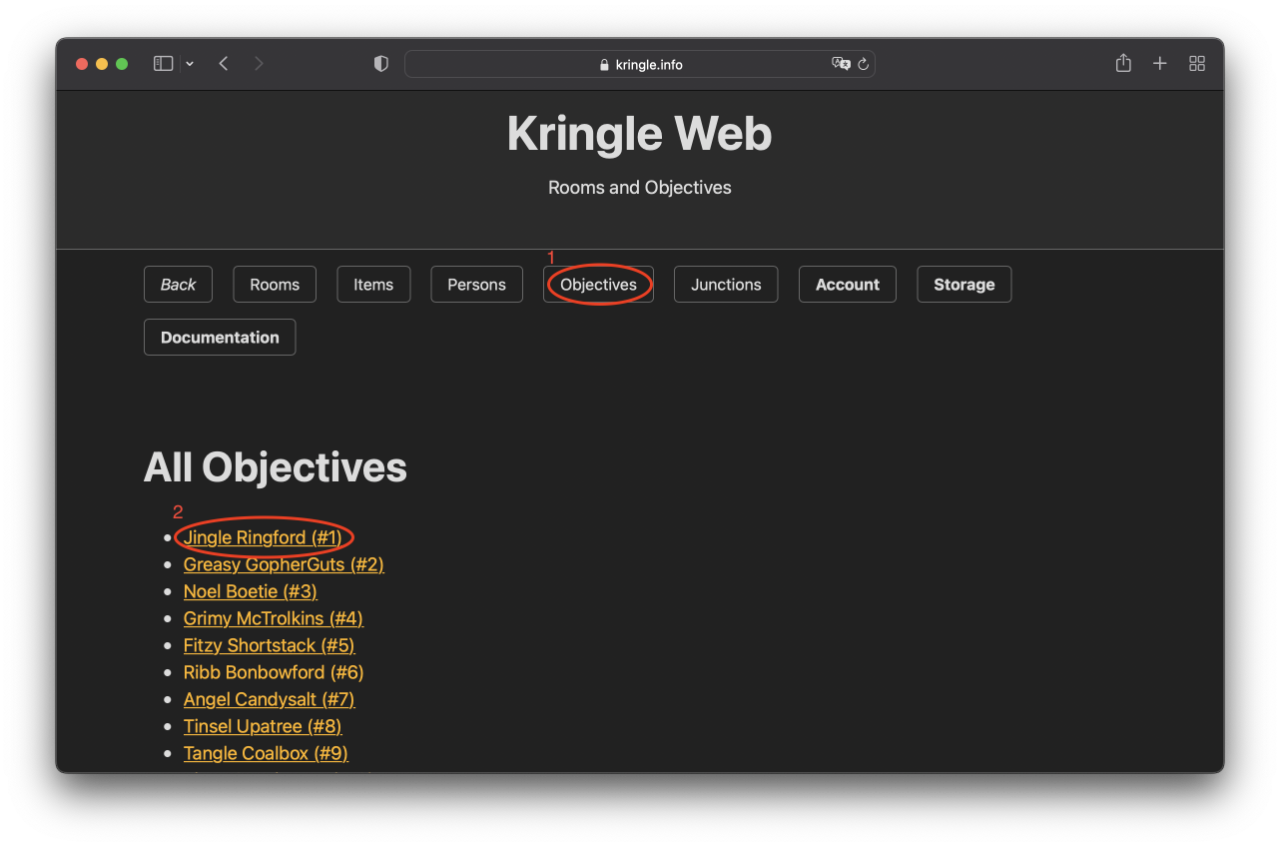 kringle.info
Kringle Web
Rooms and Objectives
1
Back Rooms Items Persons Objectives Junctions Account Storage
Documentation
All Objectives
2
Jingle Ringford (#1)
Greasy GopherGuts (#2)
Noel Boetie (#3)
Grimy McTrolkins (#4)
Fitzy Shortstack (#5)
Ribb Bonbowford (#6)
Angel Candysalt (#7)
Tinsel Upatree (#8)
Tangle Coalbox (#9)